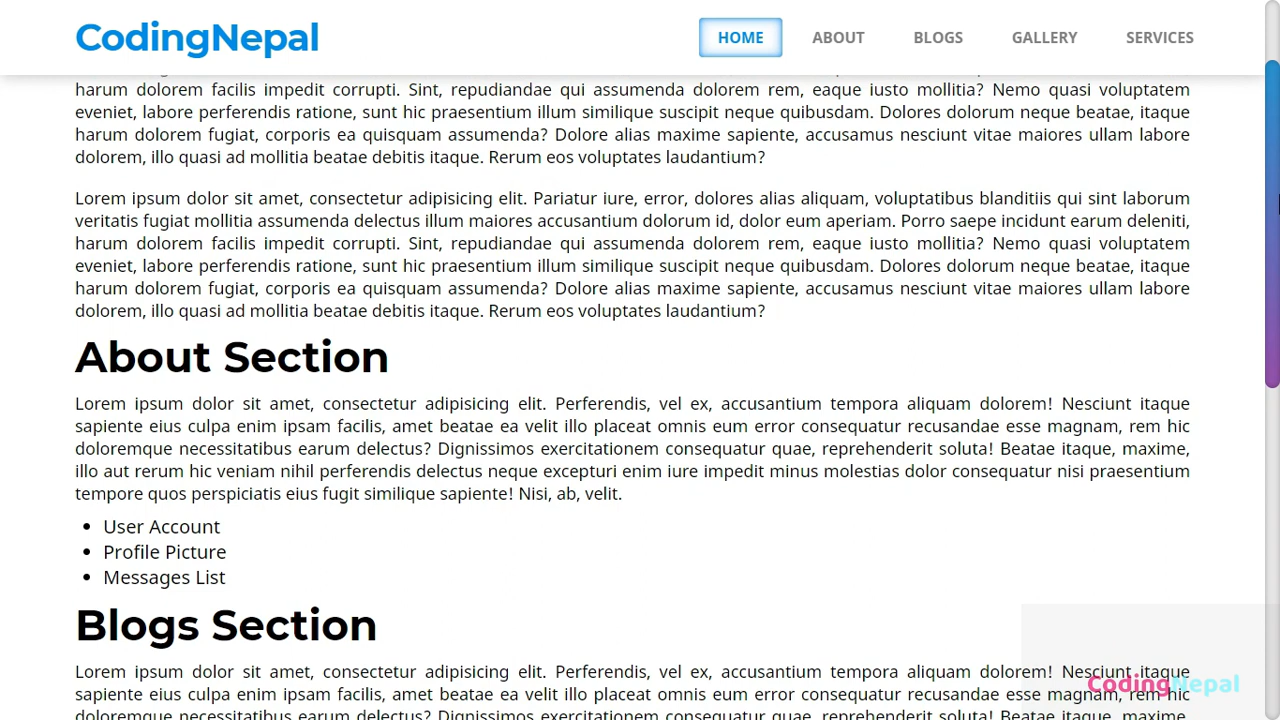 CodingNepal
HOME ABOUT BLOGS GALLERY SERVICES
harum dolorem facilis impedit corrupti. Sint, repudiandae qui assumenda dolorem rem, eaque iusto mollitia? Nemo quasi voluptatem
eveniet, labore perferendis ratione, sunt hic praesentium illum similique suscipit neque quibusdam. Dolores dolorum neque beatae, itaque
harum dolorem fugiat, corporis ea quisquam assumenda? Dolore alias maxime sapiente, accusamus nesciunt vitae maiores ullam labore
dolorem, illo quasi ad mollitia beatae debitis itaque. Rerum eos voluptates laudantium?
Lorem ipsum dolor sit amet, consectetur adipisicing elit. Pariatur iure, error, dolores alias aliquam, voluptatibus blanditiis qui sint laborum
veritatis fugiat mollitia assumenda delectus illum maiores accusantium dolorum id, dolor eum aperiam. Porro saepe incidunt earum deleniti,
harum dolorem facilis impedit corrupti. Sint, repudiandae qui assumenda dolorem rem, eaque iusto mollitia? Nemo quasi voluptatem
eveniet, labore perferendis ratione, sunt hic praesentium illum similique suscipit neque quibusdam. Dolores dolorum neque beatae, itaque
harum dolorem fugiat, corporis ea quisquam assumenda? Dolore alias maxime sapiente, accusamus nesciunt vitae maiores ullam labore
dolorem, illo quasi ad mollitia beatae debitis itaque. Rerum eos voluptates laudantium?
About Section
Lorem ipsum dolor sit amet, consectetur adipisicing elit. Perferendis, vel ex, accusantium tempora aliquam dolorem! Nesciunt itaque
sapiente eius culpa enim ipsam facilis, amet beatae ea velit illo placeat omnis eum error consequatur recusandae esse magnam, rem hic
doloremque necessitatibus earum delectus? Dignissimos exercitationem consequatur quae, reprehenderit soluta! Beatae itaque, maxime,
illo aut rerum hic veniam nihil perferendis delectus neque excepturi enim iure impedit minus molestias dolor consequatur nisi praesentium
tempore quos perspiciatis eius fugit similique sapiente! Nisi, ab, velit.
• User Account
• Profile Picture
• Messages List
Blogs Section
Lorem ipsum dolor sit amet, consectetur adipisicing elit. Perferendis, vel ex, accusantium tempora aliquam dolorem! Nesciunt itaque
sapiente eius culpa enim ipsam facilis, amet beatae ea velit illo placeat omnis eum error consequatur recusandae esse magnam, rem hic
doloremque necessitatibus earum delectus? Dignissimos exercitationem consequatur quae, reprehenderit soluta! Beatae itaque, maxime,
CodingNepal